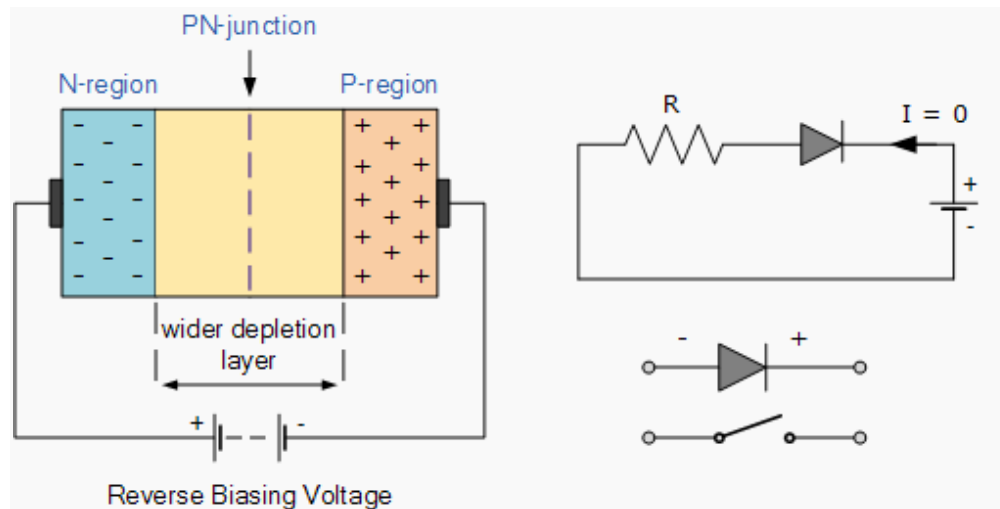 PN-junction
N-region
P-region
wider depletion
layer
+ -
Reverse Biasing Voltage
R
I = 0
+
-
- +